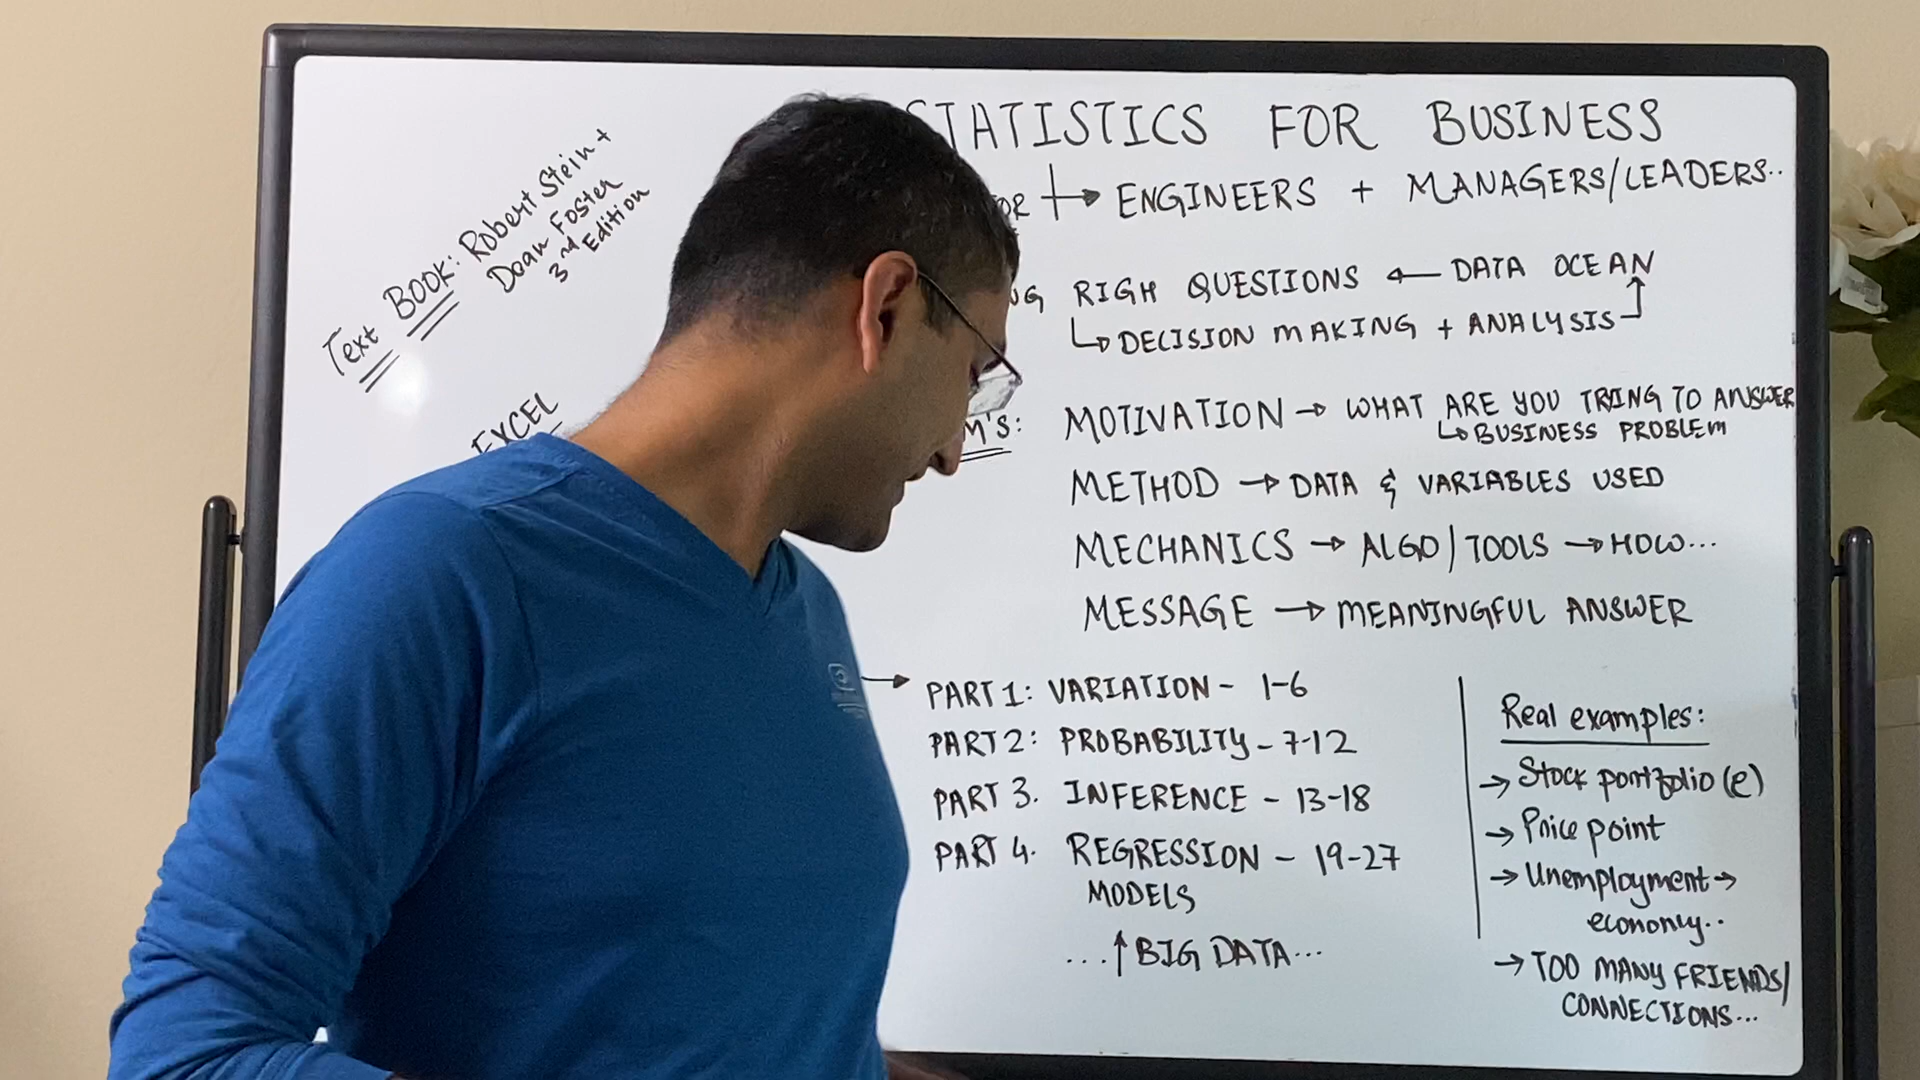 STATISTICS FOR BUSINESS
→ ENGINEERS + MANAGERS/LEADERS..
RIGH QUESTIONS ← DATA OCEAN
↳ DECISION MAKING + ANALYSIS
Text BOOK: Robert Stein +
Dean Foster
3rd Edition
EXCEL
M'S: MOTIVATION → WHAT ARE YOU TRING TO ANSWER
↳ BUSINESS PROBLEM
METHOD → DATA & VARIABLES USED
MECHANICS → ALGO/TOOLS → HOW...
MESSAGE → MEANINGFUL ANSWER
→ PART 1: VARIATION - 1-6
PART 2: PROBABILITY - 7-12
PART 3. INFERENCE - 13-18
PART 4. REGRESSION - 19-27
MODELS
...↑ BIG DATA...
Real examples:
→ Stock portfolio (e)
→ Price point
→ Unemployment →
economy..
→ TOO MANY FRIENDS/
CONNECTIONS...